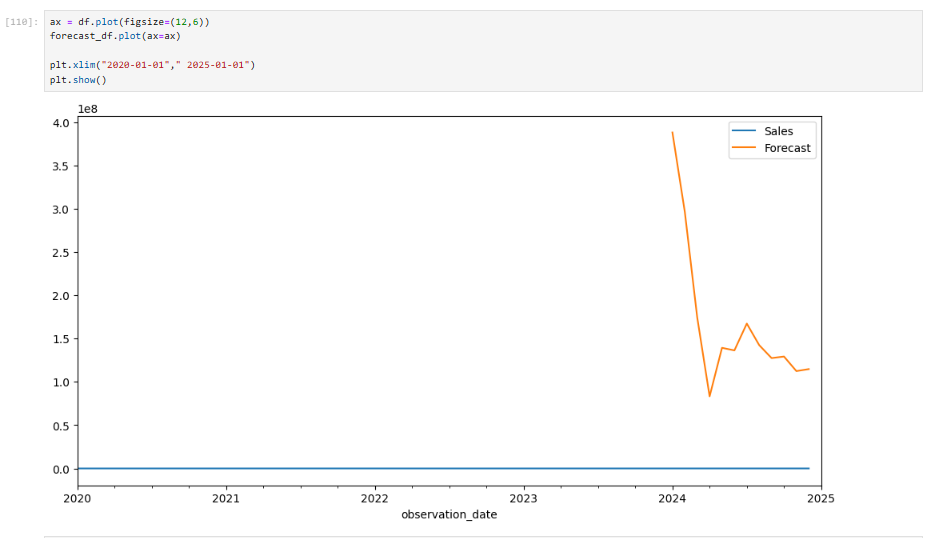 [110]:
ax = df.plot(figsize=(12,6))
forecast_df.plot(ax=ax)
plt.xlim("2020-01-01"," 2025-01-01")
plt.show()
1e8
4.0
3.5
3.0
2.5
2.0
1.5
1.0
0.5
0.0
Sales
Forecast
2020 2021 2022 2023 2024 2025
observation_date